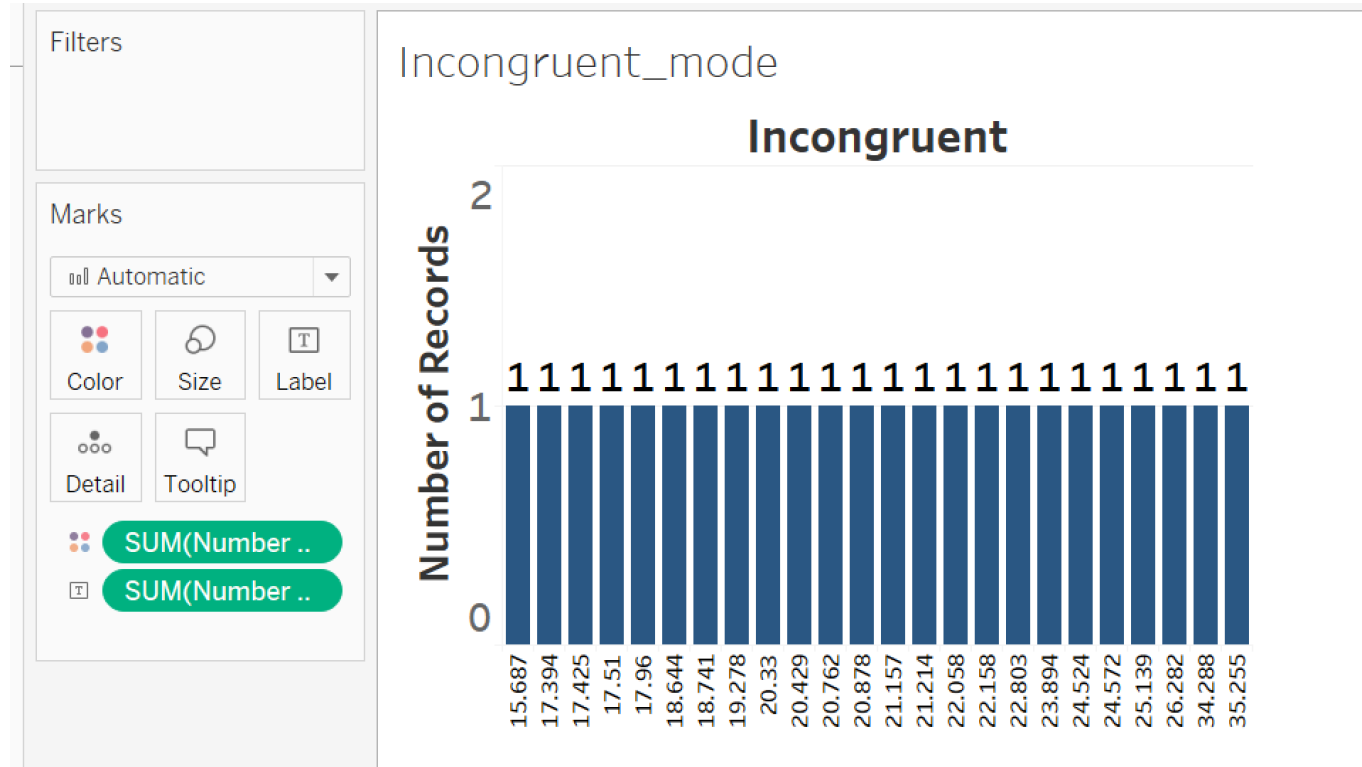 Filters
Marks
Automatic
Color
Size
Label
Detail
Tooltip
SUM(Number ..
SUM(Number ..
Incongruent_mode
Incongruent
Number of Records
2
1
0
1 1 1 1 1 1 1 1 1 1 1 1 1 1 1 1 1 1 1 1 1 1 1 1
15.687
17.394
17.425
17.51
17.96
18.644
18.741
19.278
20.33
20.429
20.762
20.878
21.157
21.214
22.058
22.158
22.803
23.894
24.524
24.572
25.139
26.282
34.288
35.255